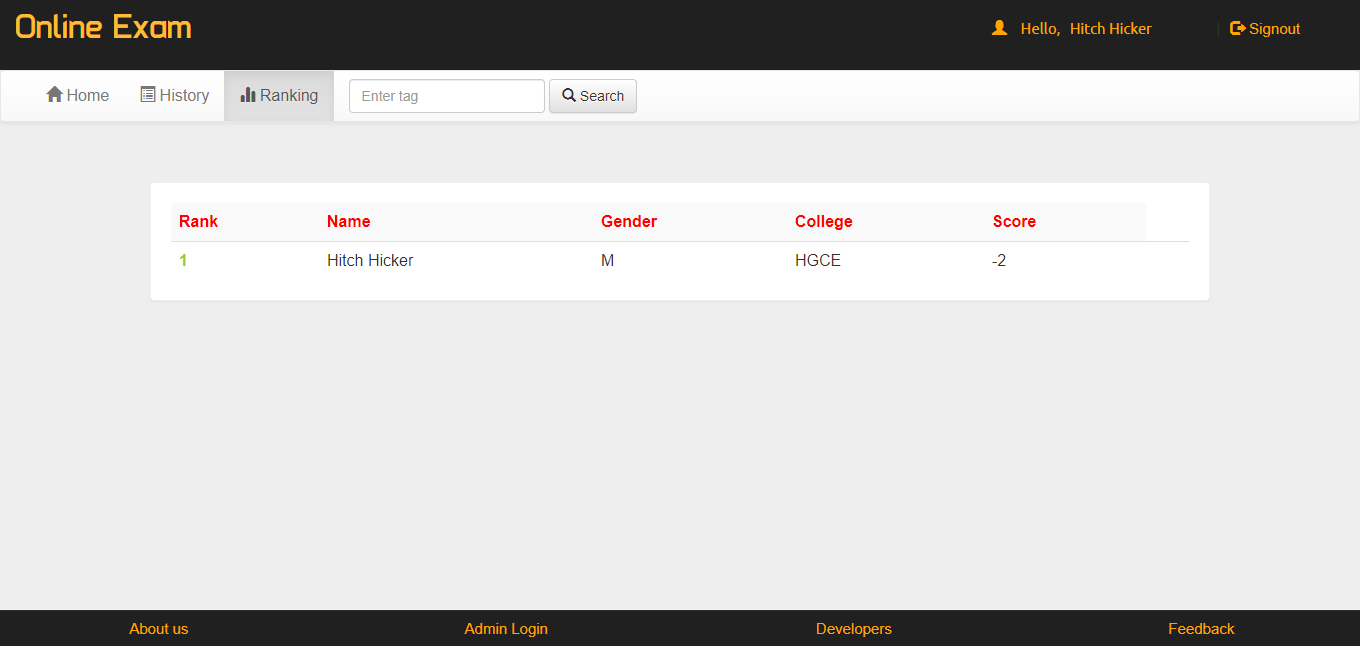 Online Exam
Hello, Hitch Hicker
Signout
Home History Ranking Enter tag Search
Rank Name Gender College Score
1 Hitch Hicker M HGCE -2
About us Admin Login Developers Feedback